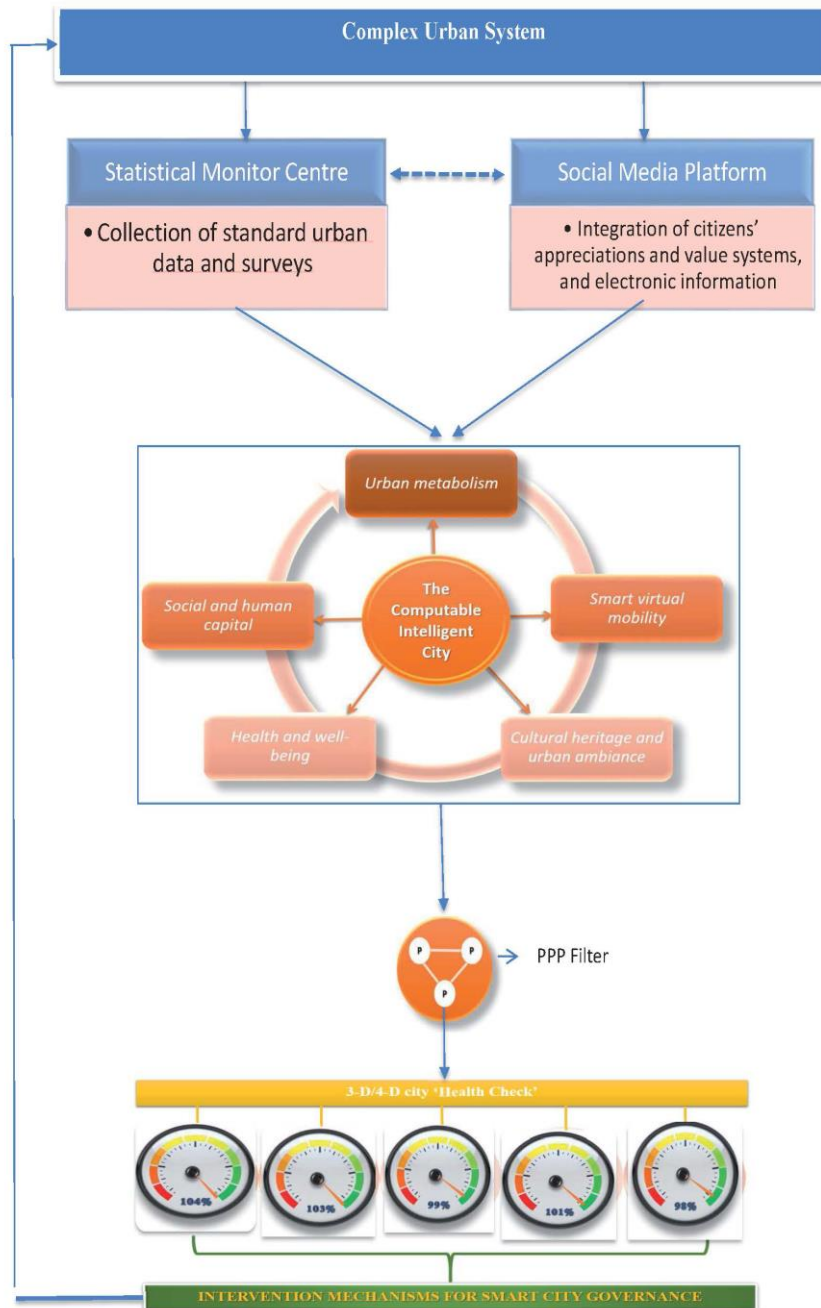 Complex Urban System
Statistical Monitor Centre
• Collection of standard urban
data and surveys
Social Media Platform
• Integration of citizens'
appreciations and value systems,
and electronic information
Urban metabolism
Social and human
capital
The
Computable
Intelligent
City
Smart virtual
mobility
Health and well-
being
Cultural heritage and
urban ambiance
P
P
P
PPP Filter
3-D/4-D city 'Health Check'
104%
103%
99%
101%
98%
INTERVENTION MECHANISMS FOR SMART CITY GOVERNANCE